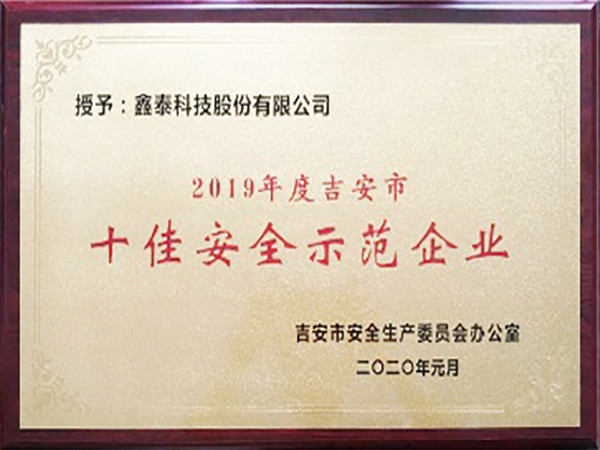 授予：鑫泰科技股份有限公司
2019年度吉安市
十佳安全示范企业
吉安市安全生产委员会办公室
二〇二〇年元月